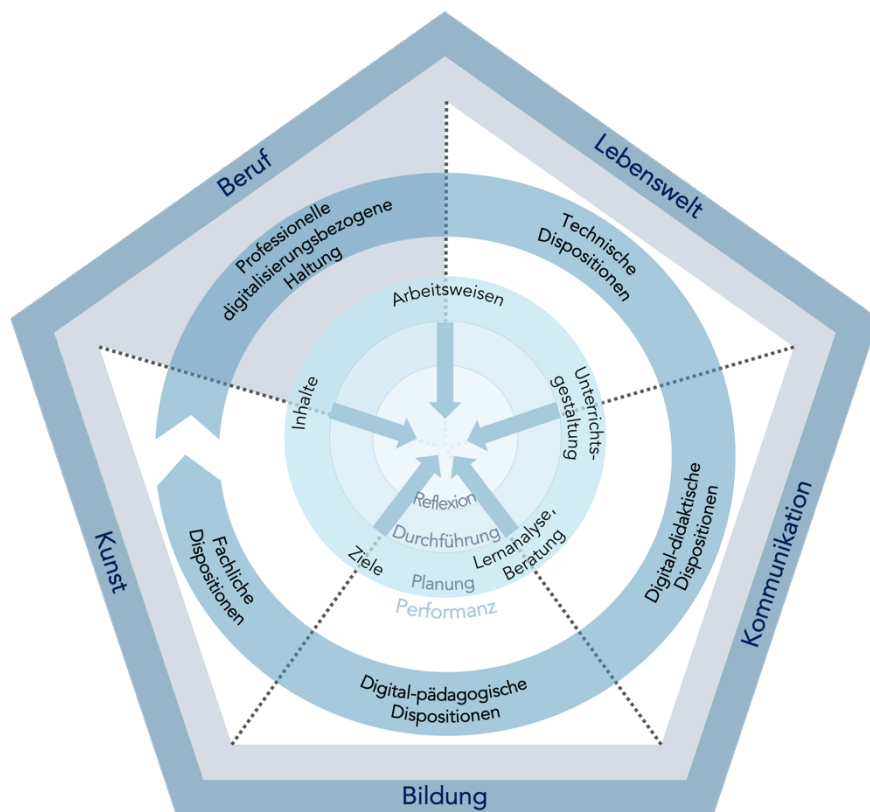 Beruf
Lebenswelt
Professionelle
digitalisierungsbezogene
Haltung
Technische
Dispositionen
Arbeitsweisen
Inhalte
Unterrichts-
gestaltung
Reflexion
Durchführung
Planung
Performanz
Ziele
Lernanalyse,
Beratung
Kunst
Fachliche
Dispositionen
Digital-didaktische
Dispositionen
Kommunikation
Digital-pädagogische
Dispositionen
Bildung